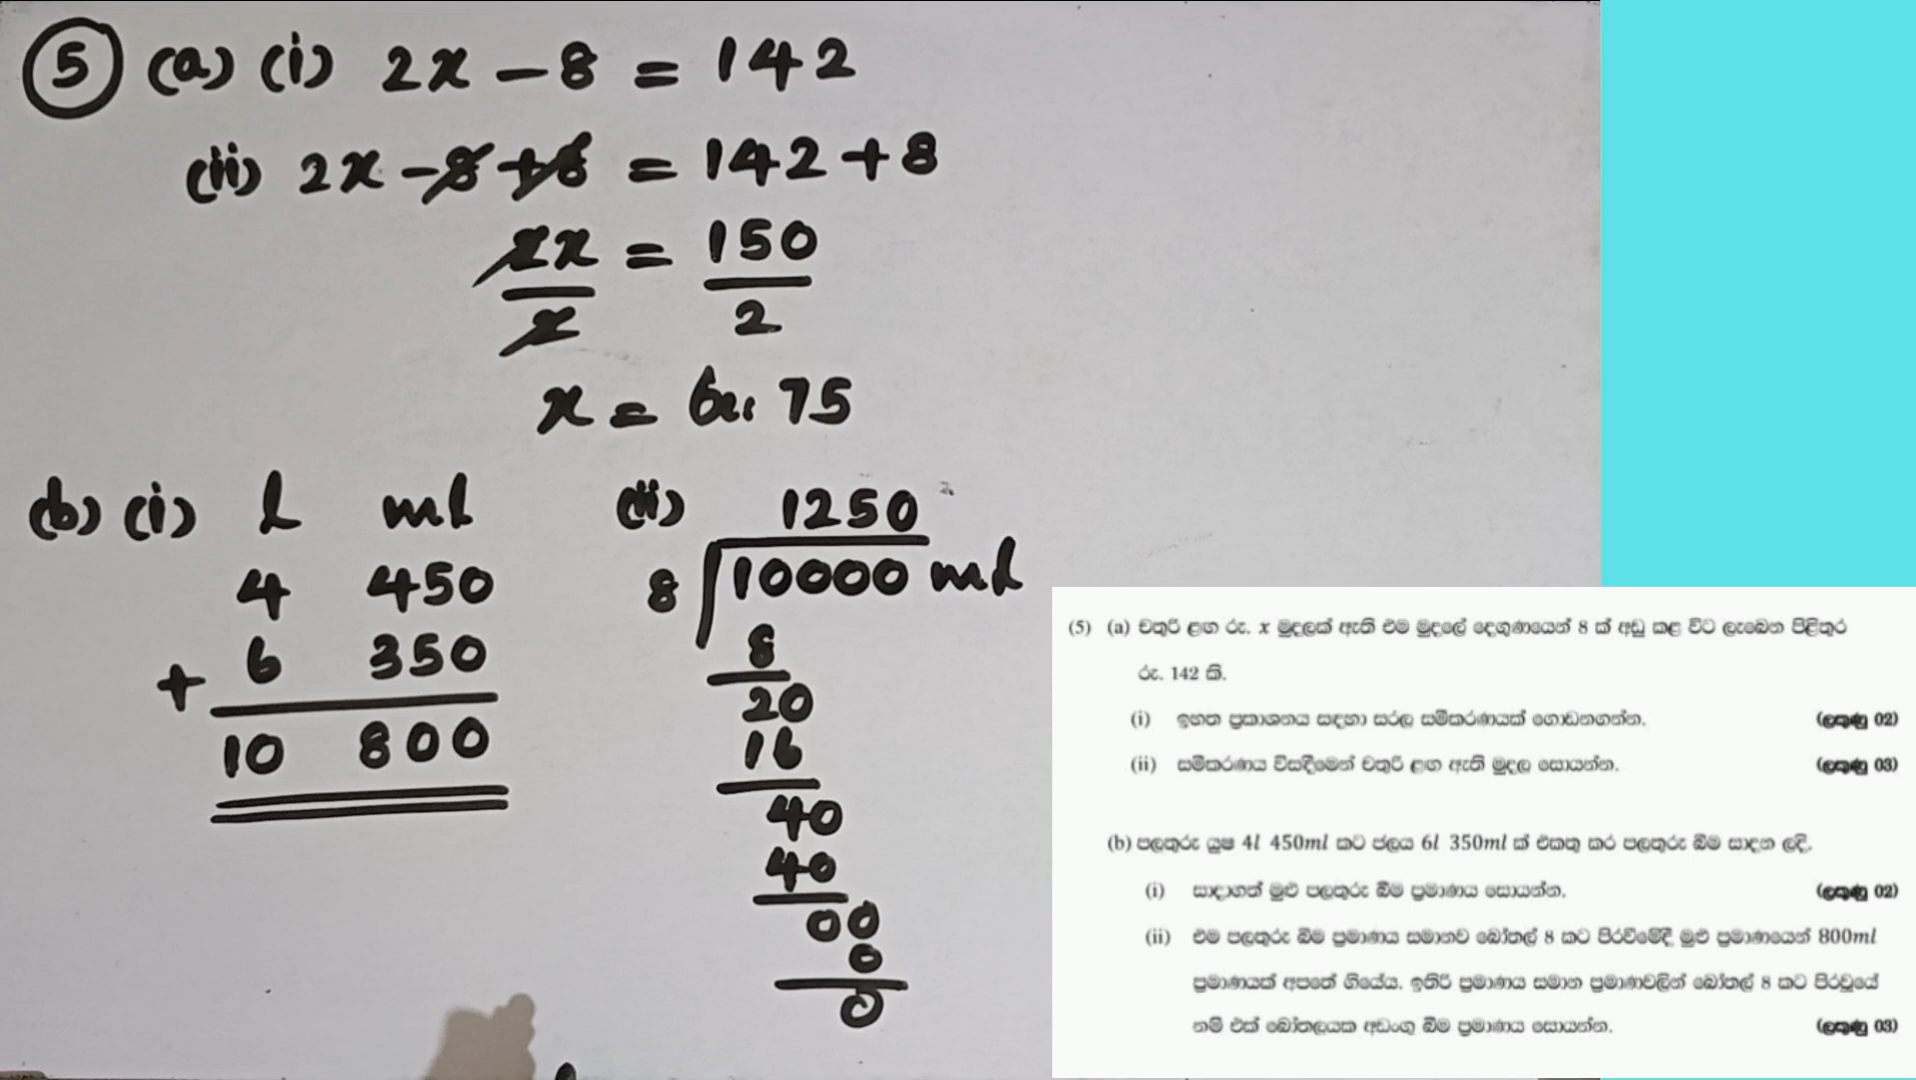 5 (a) (i) 2x - 8 = 142
(ii) 2x - 8 + 8 = 142 + 8
2x/2 = 150/2
x = රු. 75
(b) (i) l ml
4 450
+ 6 350
10 800
(ii) 1250
8 10000 ml
8
20
16
40
40
00
0
0
(5) (a) චතුරි ළඟ රු. x මුදලක් ඇති එම මුදලේ දෙගුණයෙන් 8 ක් අඩු කළ විට ලැබෙන පිළිතුර
රු. 142 කි.
(i) ඉහත ප්‍රකාශනය සඳහා සරල සමීකරණයක් ගොඩනගන්න. (ලකුණු 02)
(ii) සමීකරණය විසඳීමෙන් චතුරි ළඟ ඇති මුදල සොයන්න. (ලකුණු 03)
(b) පලතුරු යුෂ 4l 450ml කට ජලය 6l 350ml ක් එකතු කර පලතුරු බීම සාදන ලදි.
(i) සාදාගත් මුළු පලතුරු බීම ප්‍රමාණය සොයන්න. (ලකුණු 02)
(ii) එම පලතුරු බීම ප්‍රමාණය සමානව බෝතල් 8 කට පිරවීමේදී මුළු ප්‍රමාණයෙන් 800ml
ප්‍රමාණයක් අපතේ ගියේය. ඉතිරි ප්‍රමාණය සමාන ප්‍රමාණවලින් බෝතල් 8 කට පිරවූයේ
නම් එක් බෝතලයක අඩංගු බීම ප්‍රමාණය සොයන්න. (ලකුණු 03)